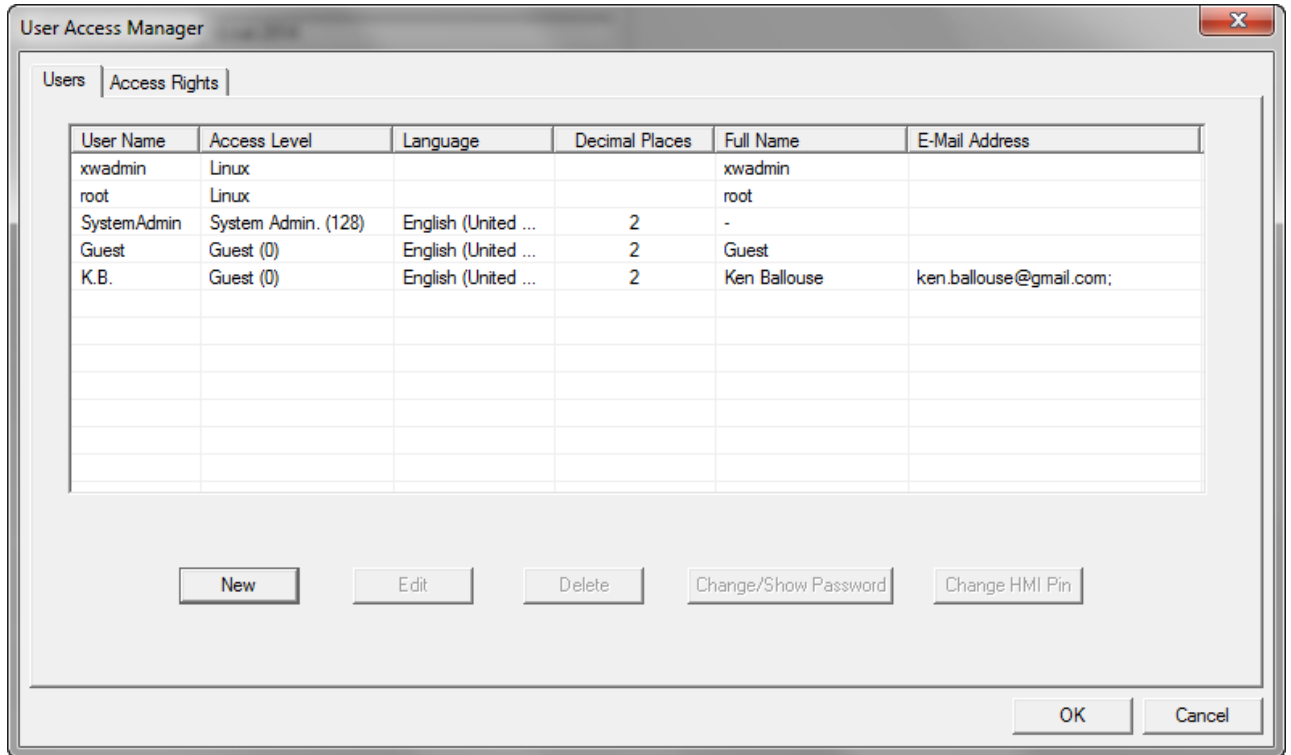 User Access Manager
Users Access Rights
User Name Access Level Language Decimal Places Full Name E-Mail Address
xwadmin Linux xwadmin
root Linux root
SystemAdmin System Admin. (128) English (United ... 2 -
Guest Guest (0) English (United ... 2 Guest
K.B. Guest (0) English (United ... 2 Ken Ballouse ken.ballouse@gmail.com;
New Edit Delete Change/Show Password Change HMI Pin
OK Cancel